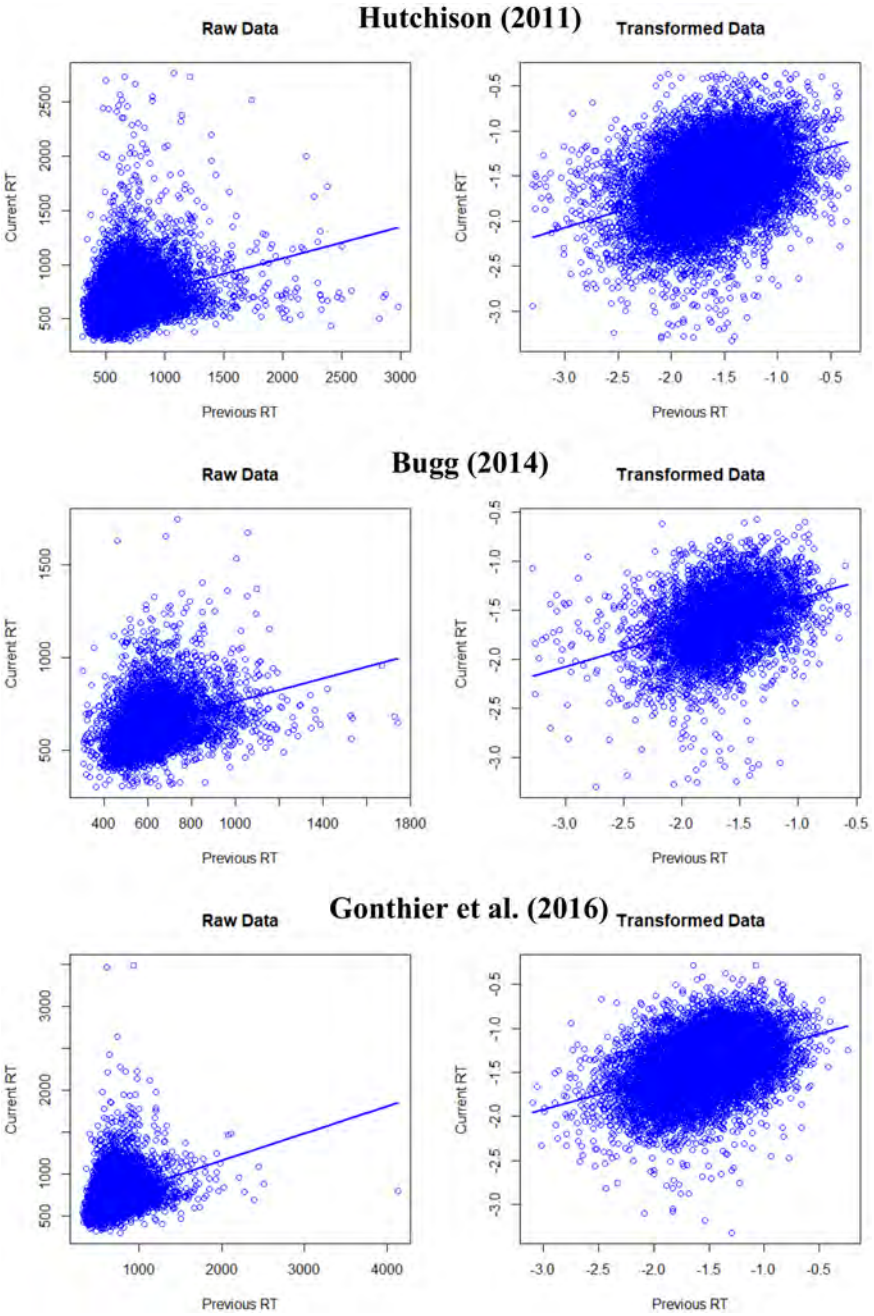 Hutchison (2011)
Raw Data
Transformed Data
2500
2000
1500
1000
500
Current RT
500 1000 1500 2000 2500 3000
Previous RT
-0.5
-1.0
-1.5
-2.0
-2.5
-3.0
Current RT
-3.0 -2.5 -2.0 -1.5 -1.0 -0.5
Previous RT
Bugg (2014)
Raw Data
Transformed Data
1500
1000
500
Current RT
400 600 800 1000 1400 1800
Previous RT
-0.5
-1.0
-1.5
-2.0
-2.5
-3.0
Current RT
-3.0 -2.5 -2.0 -1.5 -1.0 -0.5
Previous RT
Gonthier et al. (2016)
Raw Data
Transformed Data
3000
2000
1000
500
Current RT
1000 2000 3000 4000
Previous RT
-0.5
-1.0
-1.5
-2.0
-2.5
-3.0
Current RT
-3.0 -2.5 -2.0 -1.5 -1.0 -0.5
Previous RT